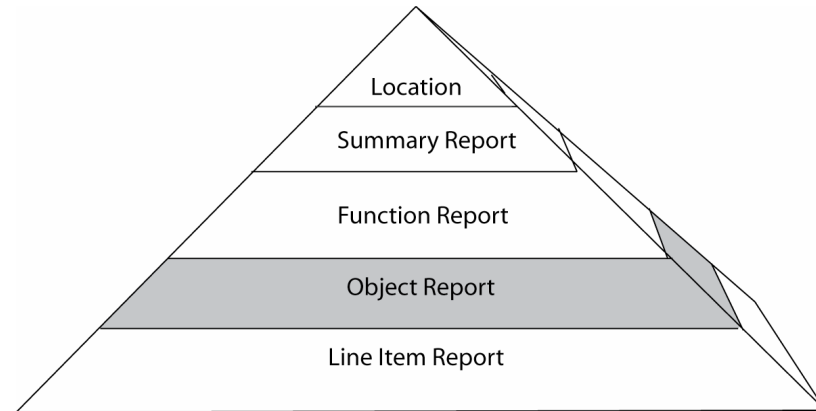 Location
Summary Report
Function Report
Object Report
Line Item Report